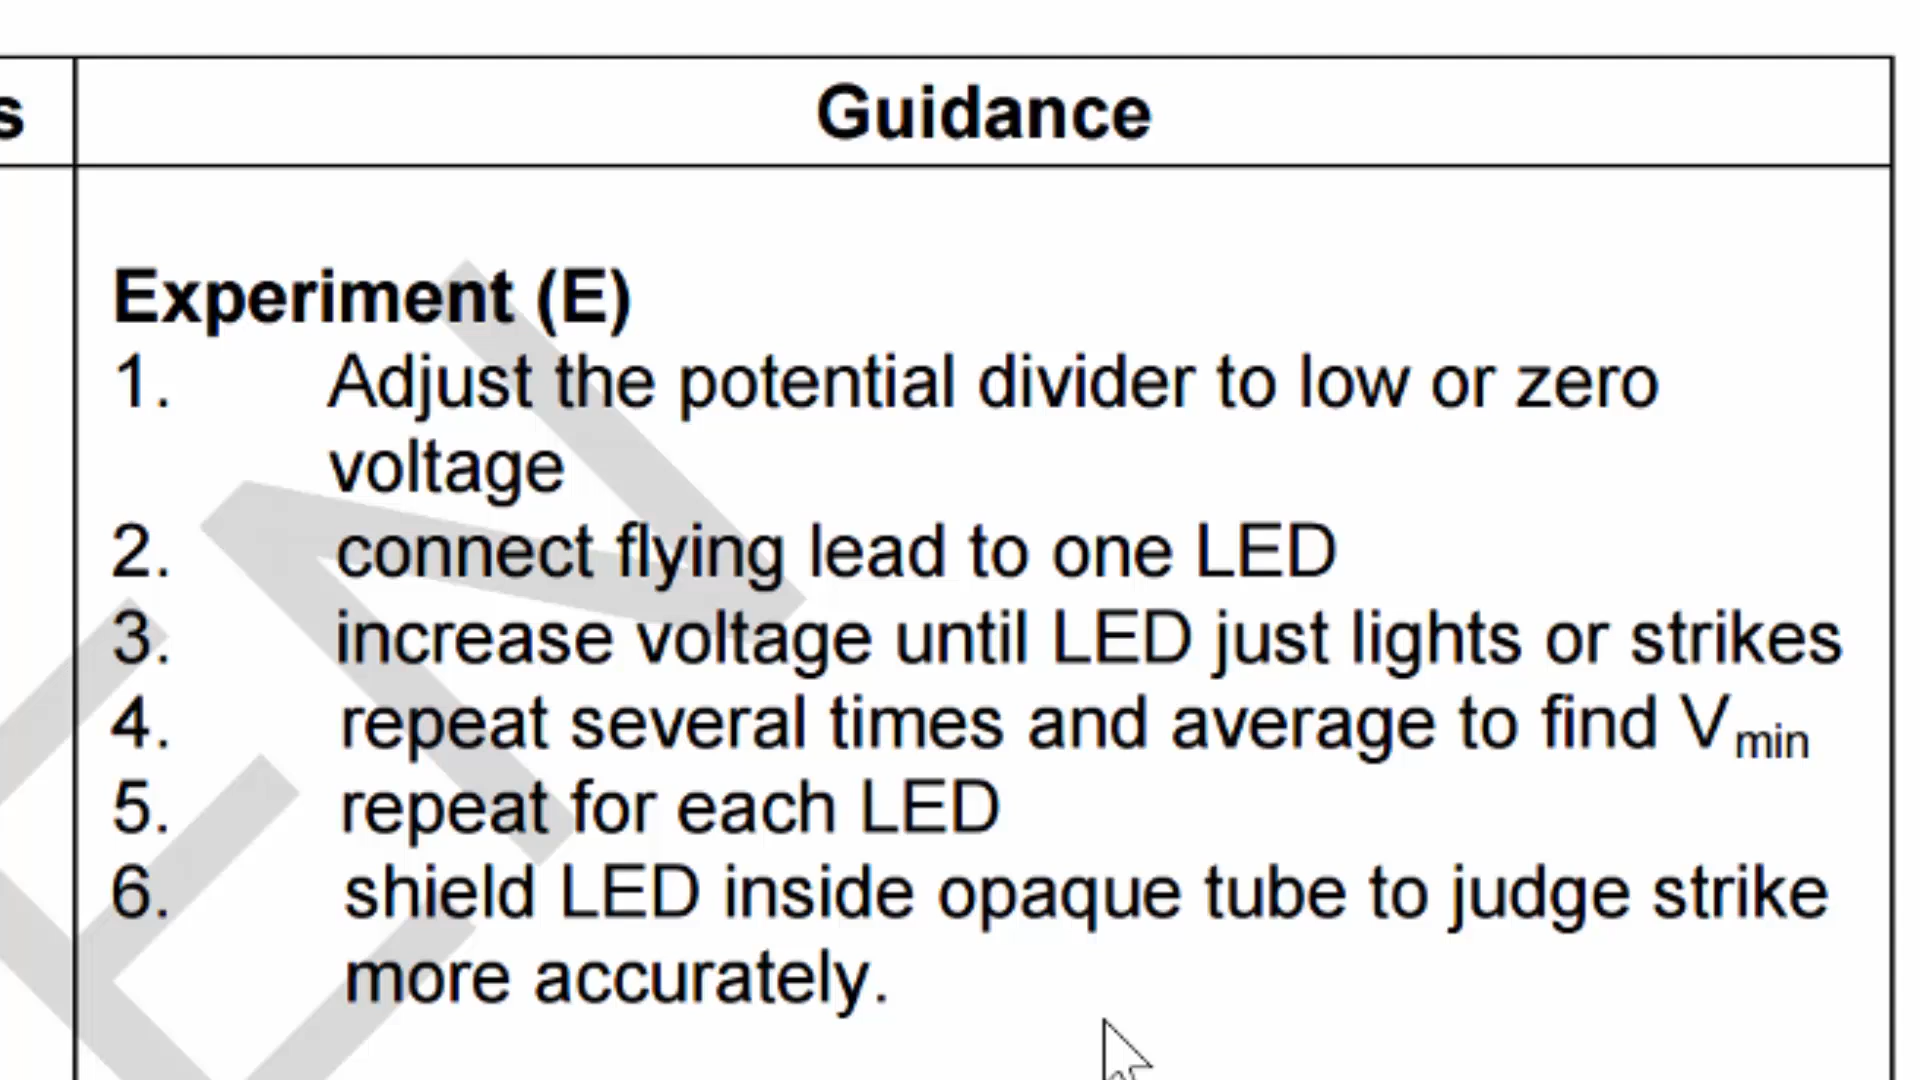 s
Guidance
Experiment (E)
1. Adjust the potential divider to low or zero
voltage
2. connect flying lead to one LED
3. increase voltage until LED just lights or strikes
4. repeat several times and average to find Vmin
5. repeat for each LED
6. shield LED inside opaque tube to judge strike
more accurately.
EN